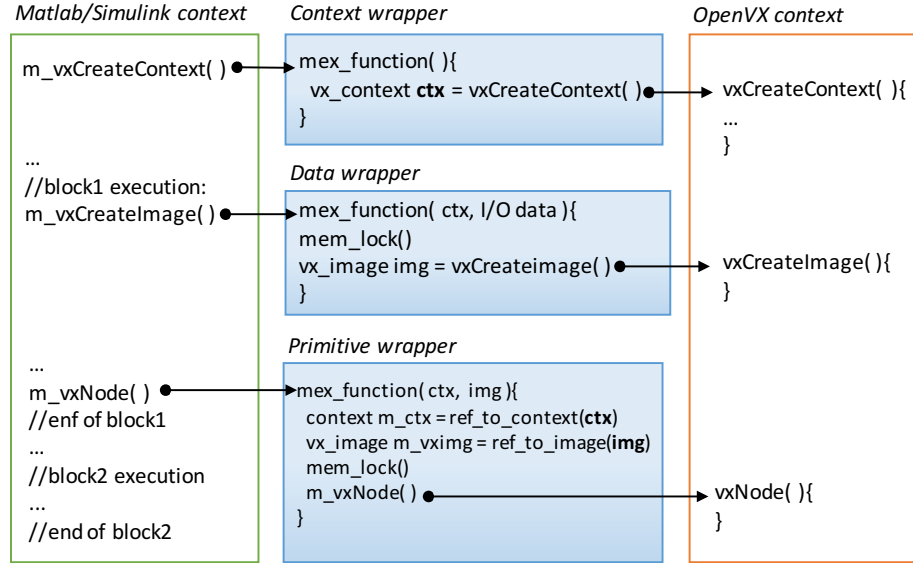 Matlab/Simulink context
m_vxCreateContext( )
...
//block1 execution:
m_vxCreateImage( )
...
m_vxNode( )
//enf of block1
...
//block2 execution
...
//end of block2
Context wrapper
mex_function( ){
vx_context ctx = vxCreateContext( )
}
Data wrapper
mex_function( ctx, I/O data ){
mem_lock()
vx_image img = vxCreateimage( )
}
Primitive wrapper
mex_function( ctx, img ){
context m_ctx = ref_to_context(ctx)
vx_image m_vximg = ref_to_image(img)
mem_lock()
m_vxNode( )
}
OpenVX context
vxCreateContext( ){
...
}
vxCreateImage( ){
}
vxNode( ){
}